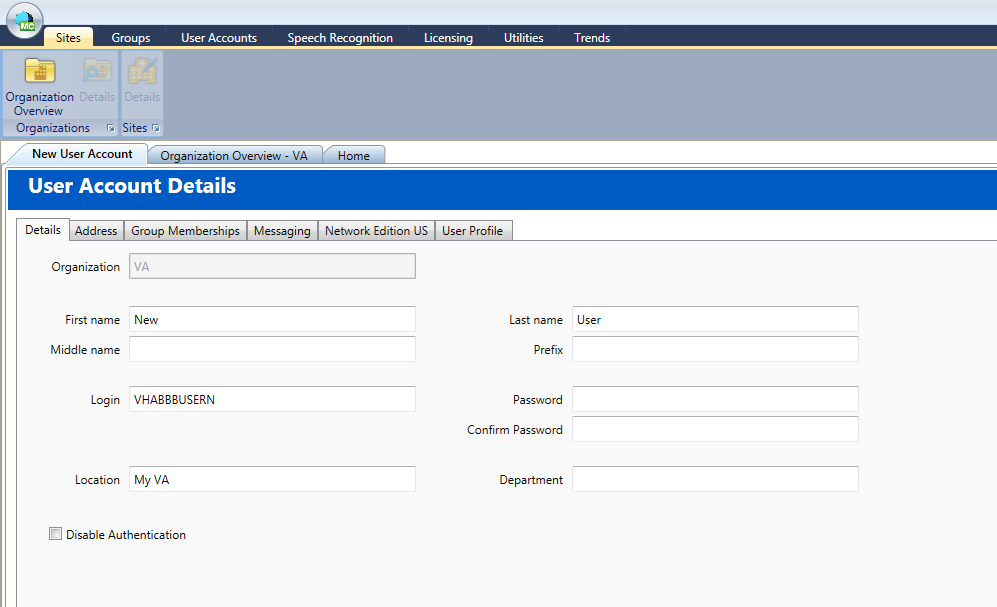 MC
Sites Groups User Accounts Speech Recognition Licensing Utilities Trends
Organization Details Details
Overview
Organizations Sites
New User Account Organization Overview - VA Home
User Account Details
Details Address Group Memberships Messaging Network Edition US User Profile
Organization VA
First name New Last name User
Middle name Prefix
Login VHABBBUSERN Password
Confirm Password
Location My VA Department
Disable Authentication